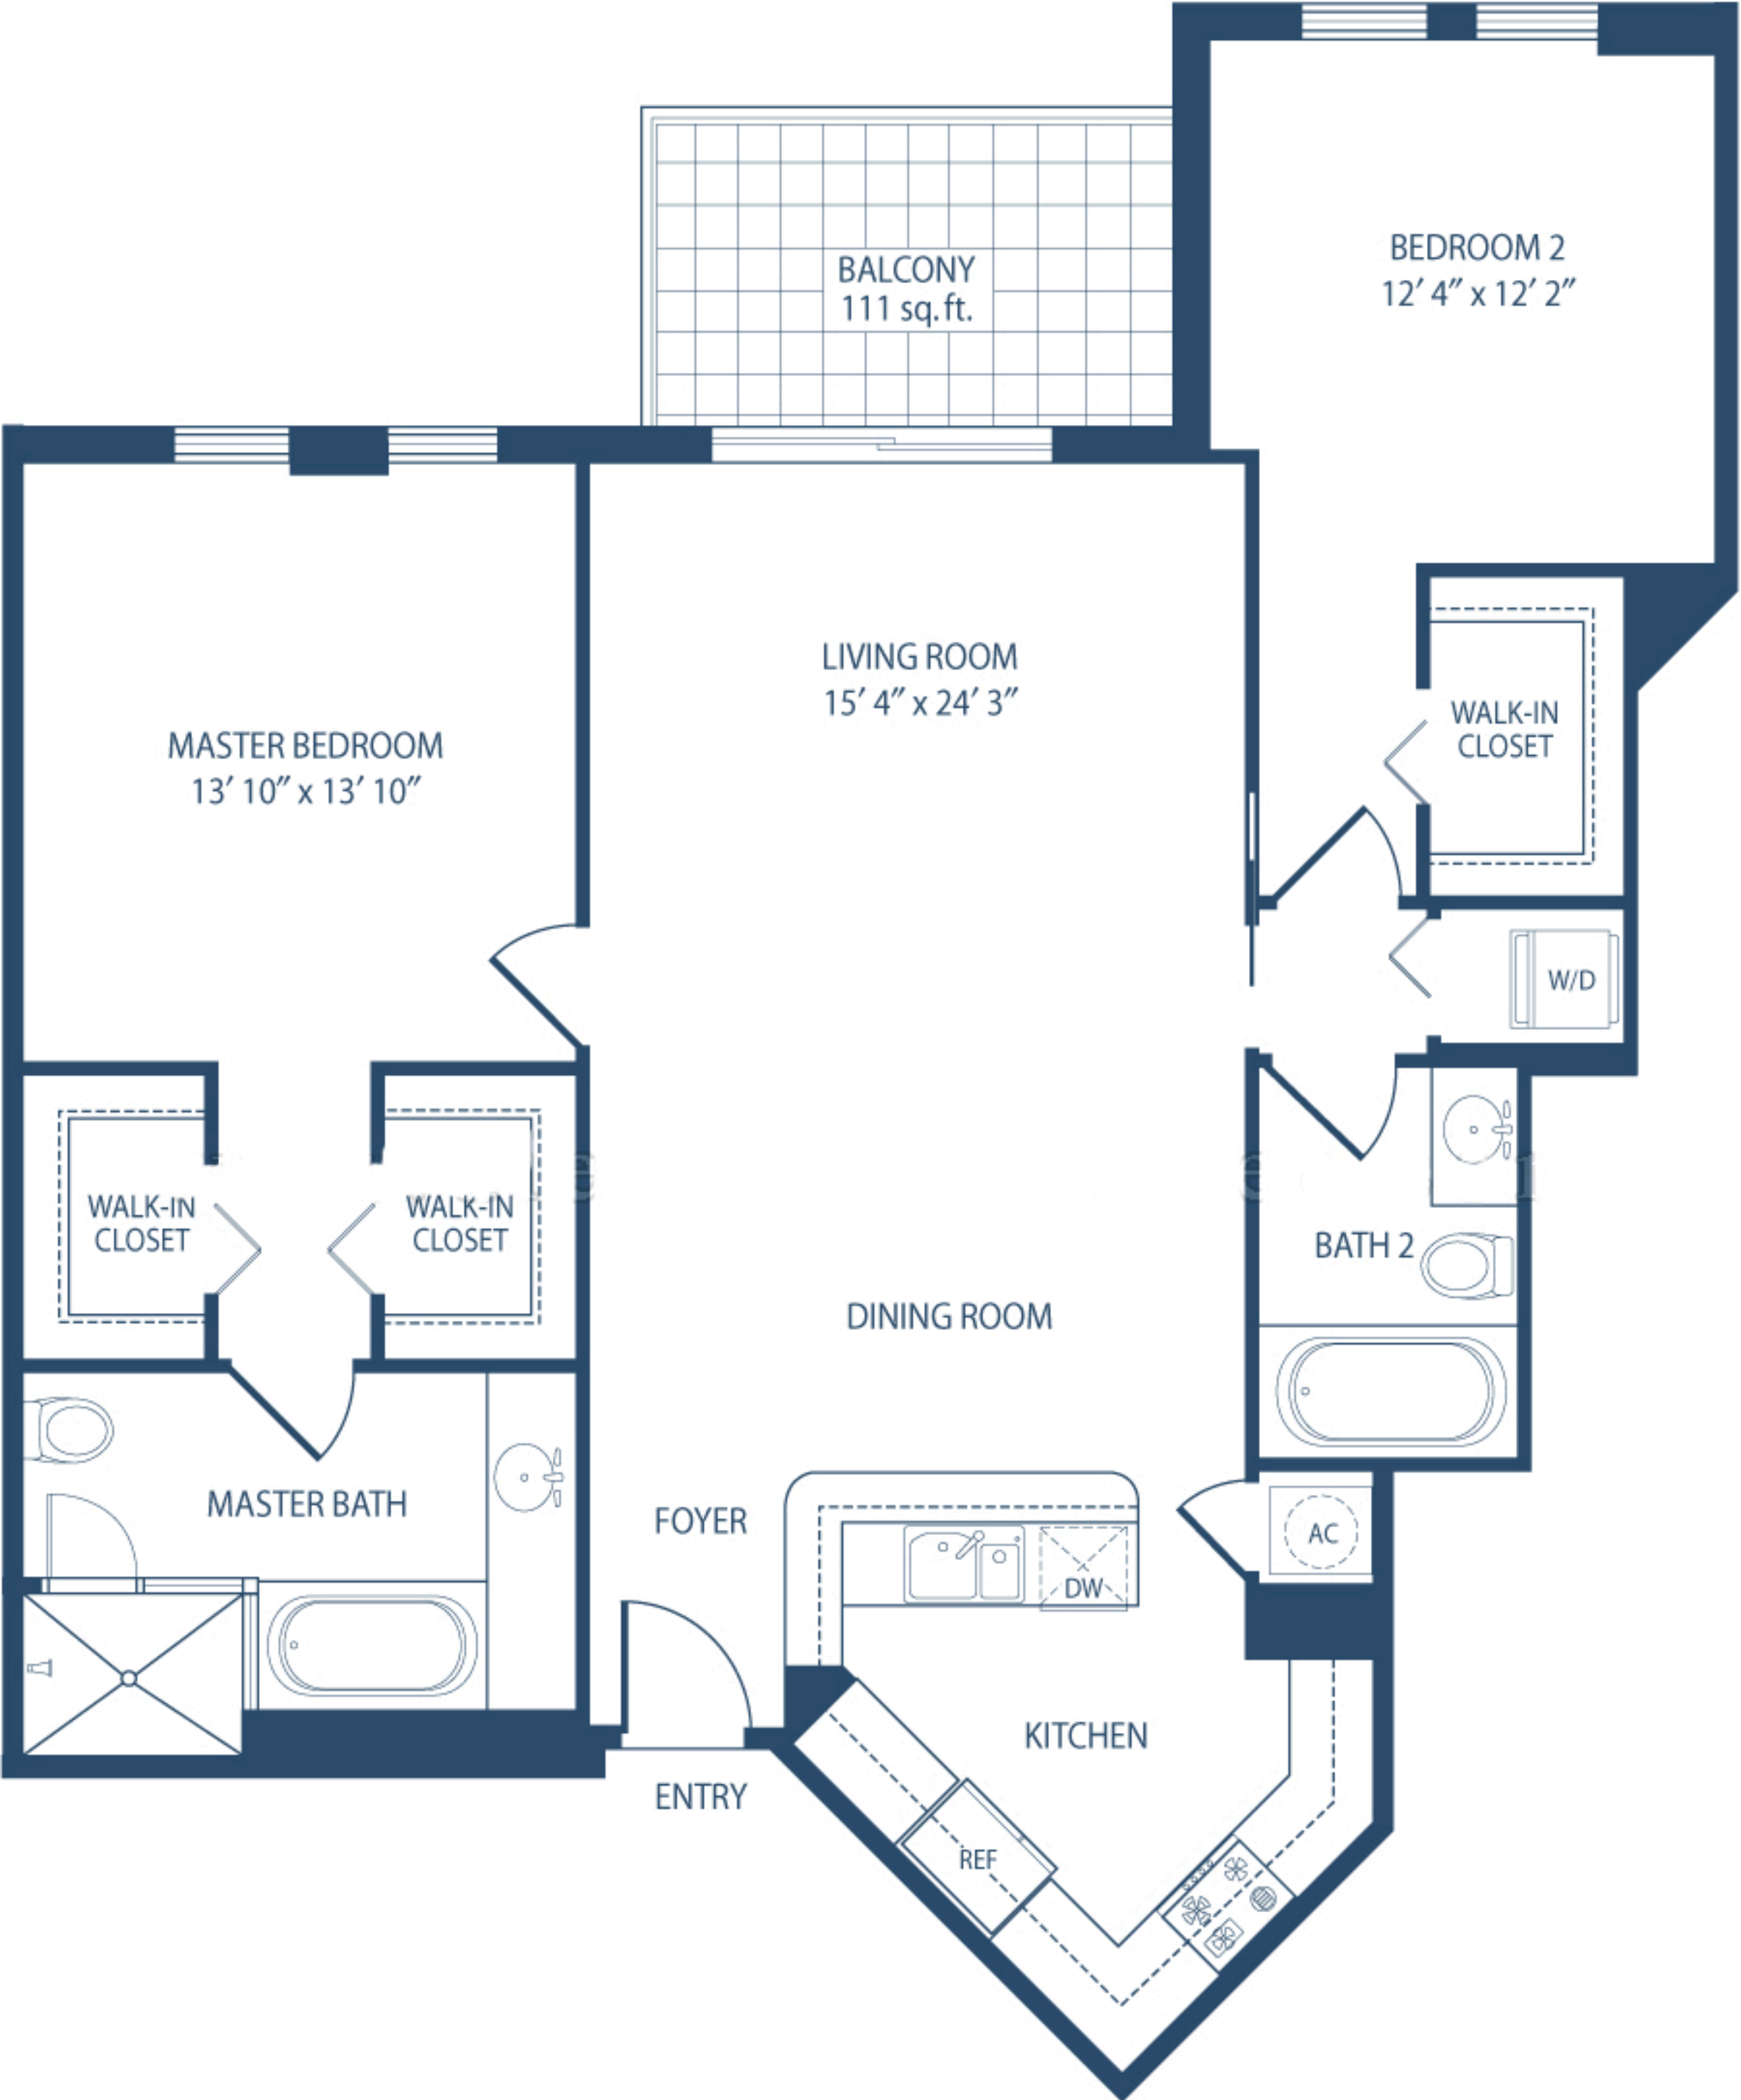 BEDROOM 2
12′ 4″ x 12′ 2″
BALCONY
111 sq. ft.
LIVING ROOM
15′ 4″ x 24′ 3″
WALK-IN
CLOSET
MASTER BEDROOM
13′ 10″ x 13′ 10″
W/D
WALK-IN
CLOSET
WALK-IN
CLOSET
BATH 2
DINING ROOM
MASTER BATH
FOYER
AC
DW
KITCHEN
ENTRY
REF